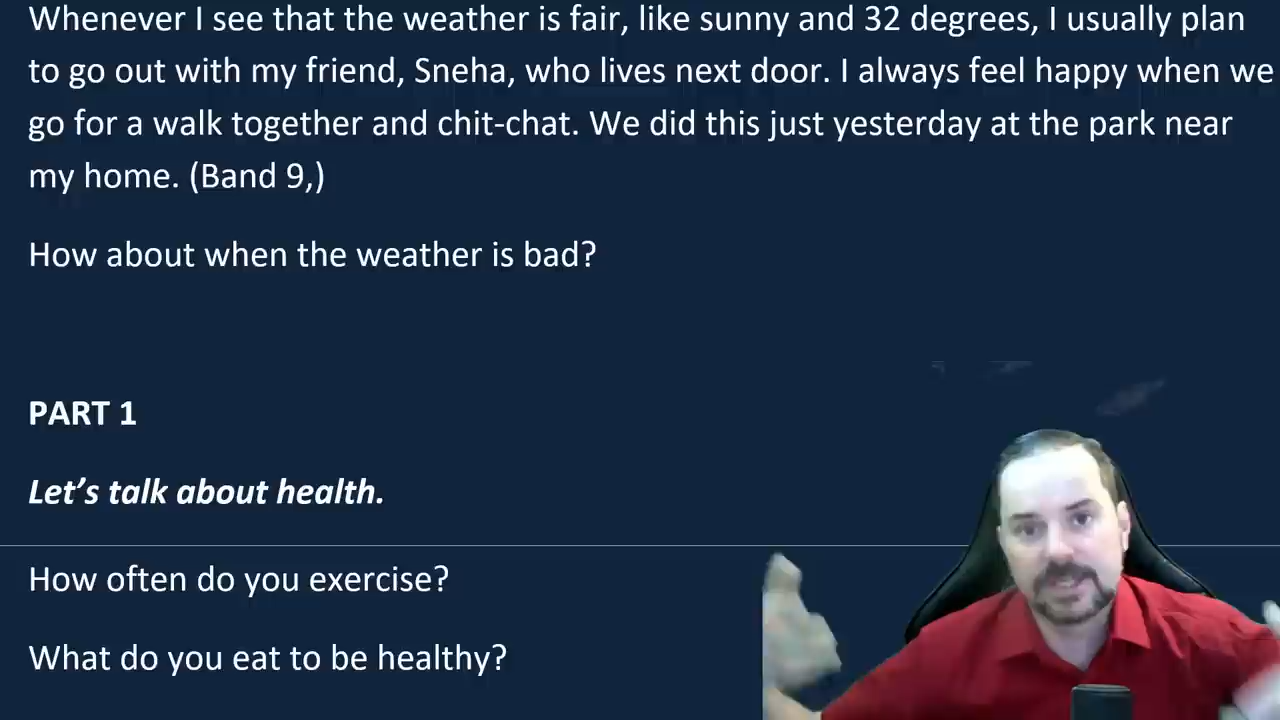 Whenever I see that the weather is fair, like sunny and 32 degrees, I usually plan
to go out with my friend, Sneha, who lives next door. I always feel happy when we
go for a walk together and chit-chat. We did this just yesterday at the park near
my home. (Band 9,)
How about when the weather is bad?
PART 1
Let’s talk about health.
How often do you exercise?
What do you eat to be healthy?